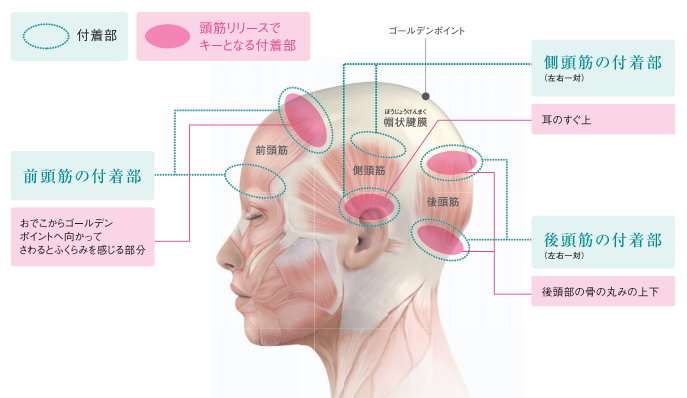 付着部
頭筋リリースで
キーとなる付着部
ゴールデンポイント
側頭筋の付着部
(左右一対)
耳のすぐ上
ぼうじょうけんまく
帽状腱膜
前頭筋
側頭筋
後頭筋
前頭筋の付着部
おでこからゴールデン
ポイントへ向かって
さわるとふくらみを感じる部分
後頭筋の付着部
(左右一対)
後頭部の骨の丸みの上下